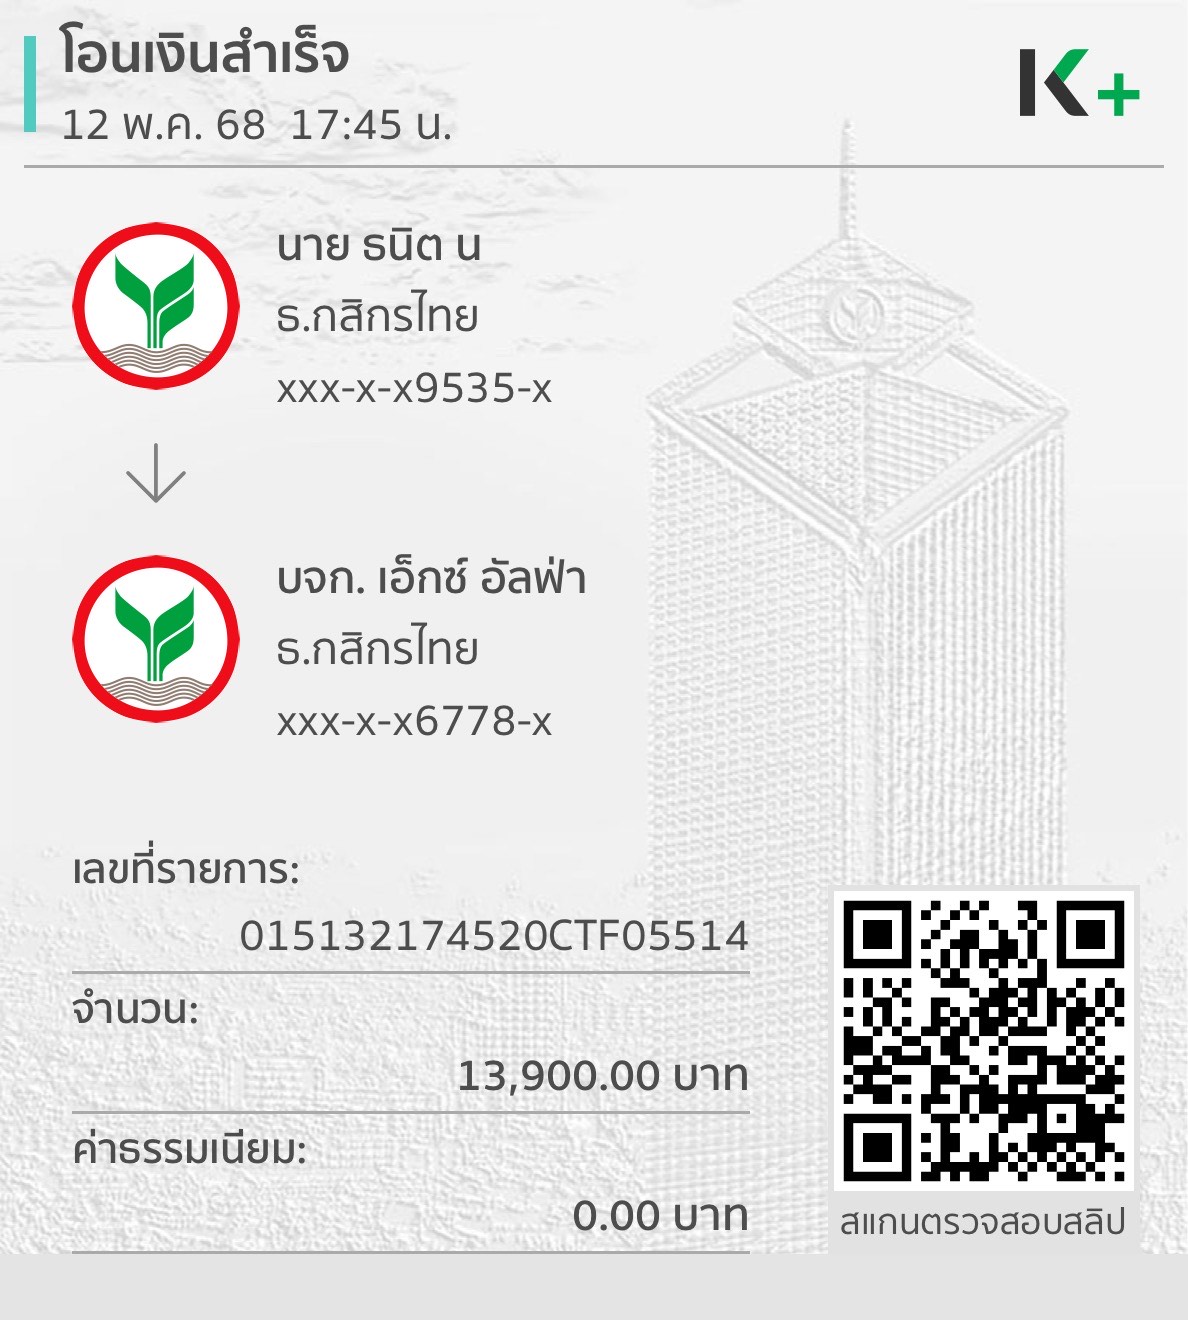 โอนเงินสำเร็จ
12 พ.ค. 68  17:45 น.
K+
นาย ธนิต น
ธ.กสิกรไทย
xxx-x-x9535-x
บจก. เอ็กซ์ อัลฟ่า
ธ.กสิกรไทย
xxx-x-x6778-x
เลขที่รายการ:
015132174520CTF05514
จำนวน:
13,900.00 บาท
ค่าธรรมเนียม:
0.00 บาท
สแกนตรวจสอบสลิป